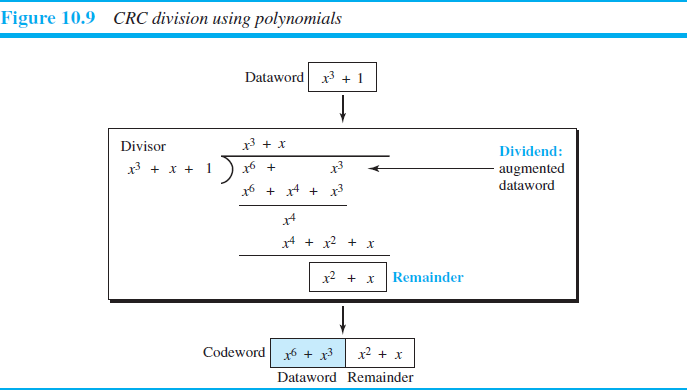 Figure 10.9 CRC division using polynomials
Dataword x³ + 1
Divisor x³ + x
Dividend:
x³ + x + 1 x⁶ + x³ augmented
x⁶ + x⁴ + x³ dataword
x⁴
x⁴ + x² + x
x² + x Remainder
Codeword x⁶ + x³ x² + x
Dataword Remainder